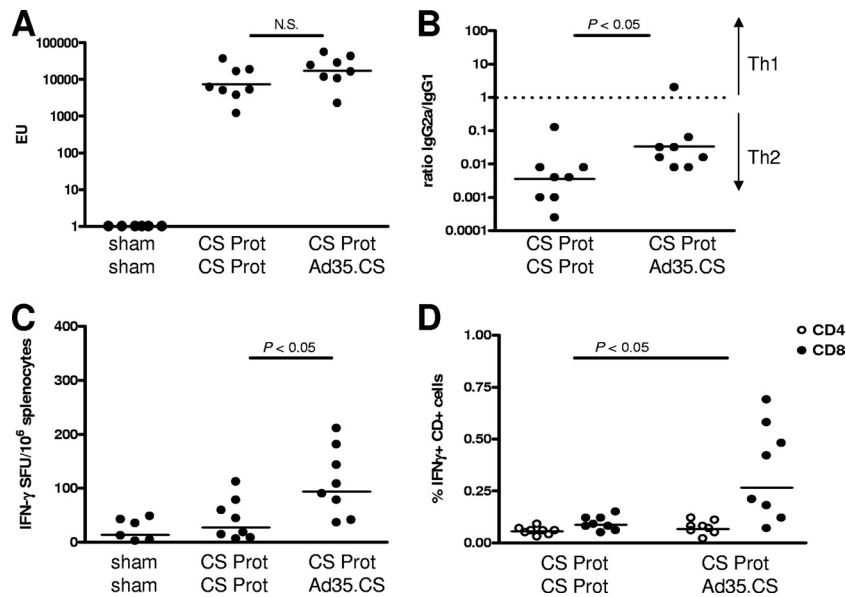 A
N.S.
100000
10000
1000
100
10
1
EU
sham CS Prot CS Prot
sham CS Prot Ad35.CS
B
P < 0.05
100
10
1
0.1
0.01
0.001
0.0001
ratio IgG2a/IgG1
Th1
Th2
CS Prot CS Prot
CS Prot Ad35.CS
C
P < 0.05
400
300
200
100
0
IFN-γ SFU/10⁶ splenocytes
sham CS Prot CS Prot
sham CS Prot Ad35.CS
D
P < 0.05
CD4
CD8
1.00
0.75
0.50
0.25
0.00
% IFNγ+ CD+ cells
CS Prot CS Prot
CS Prot Ad35.CS